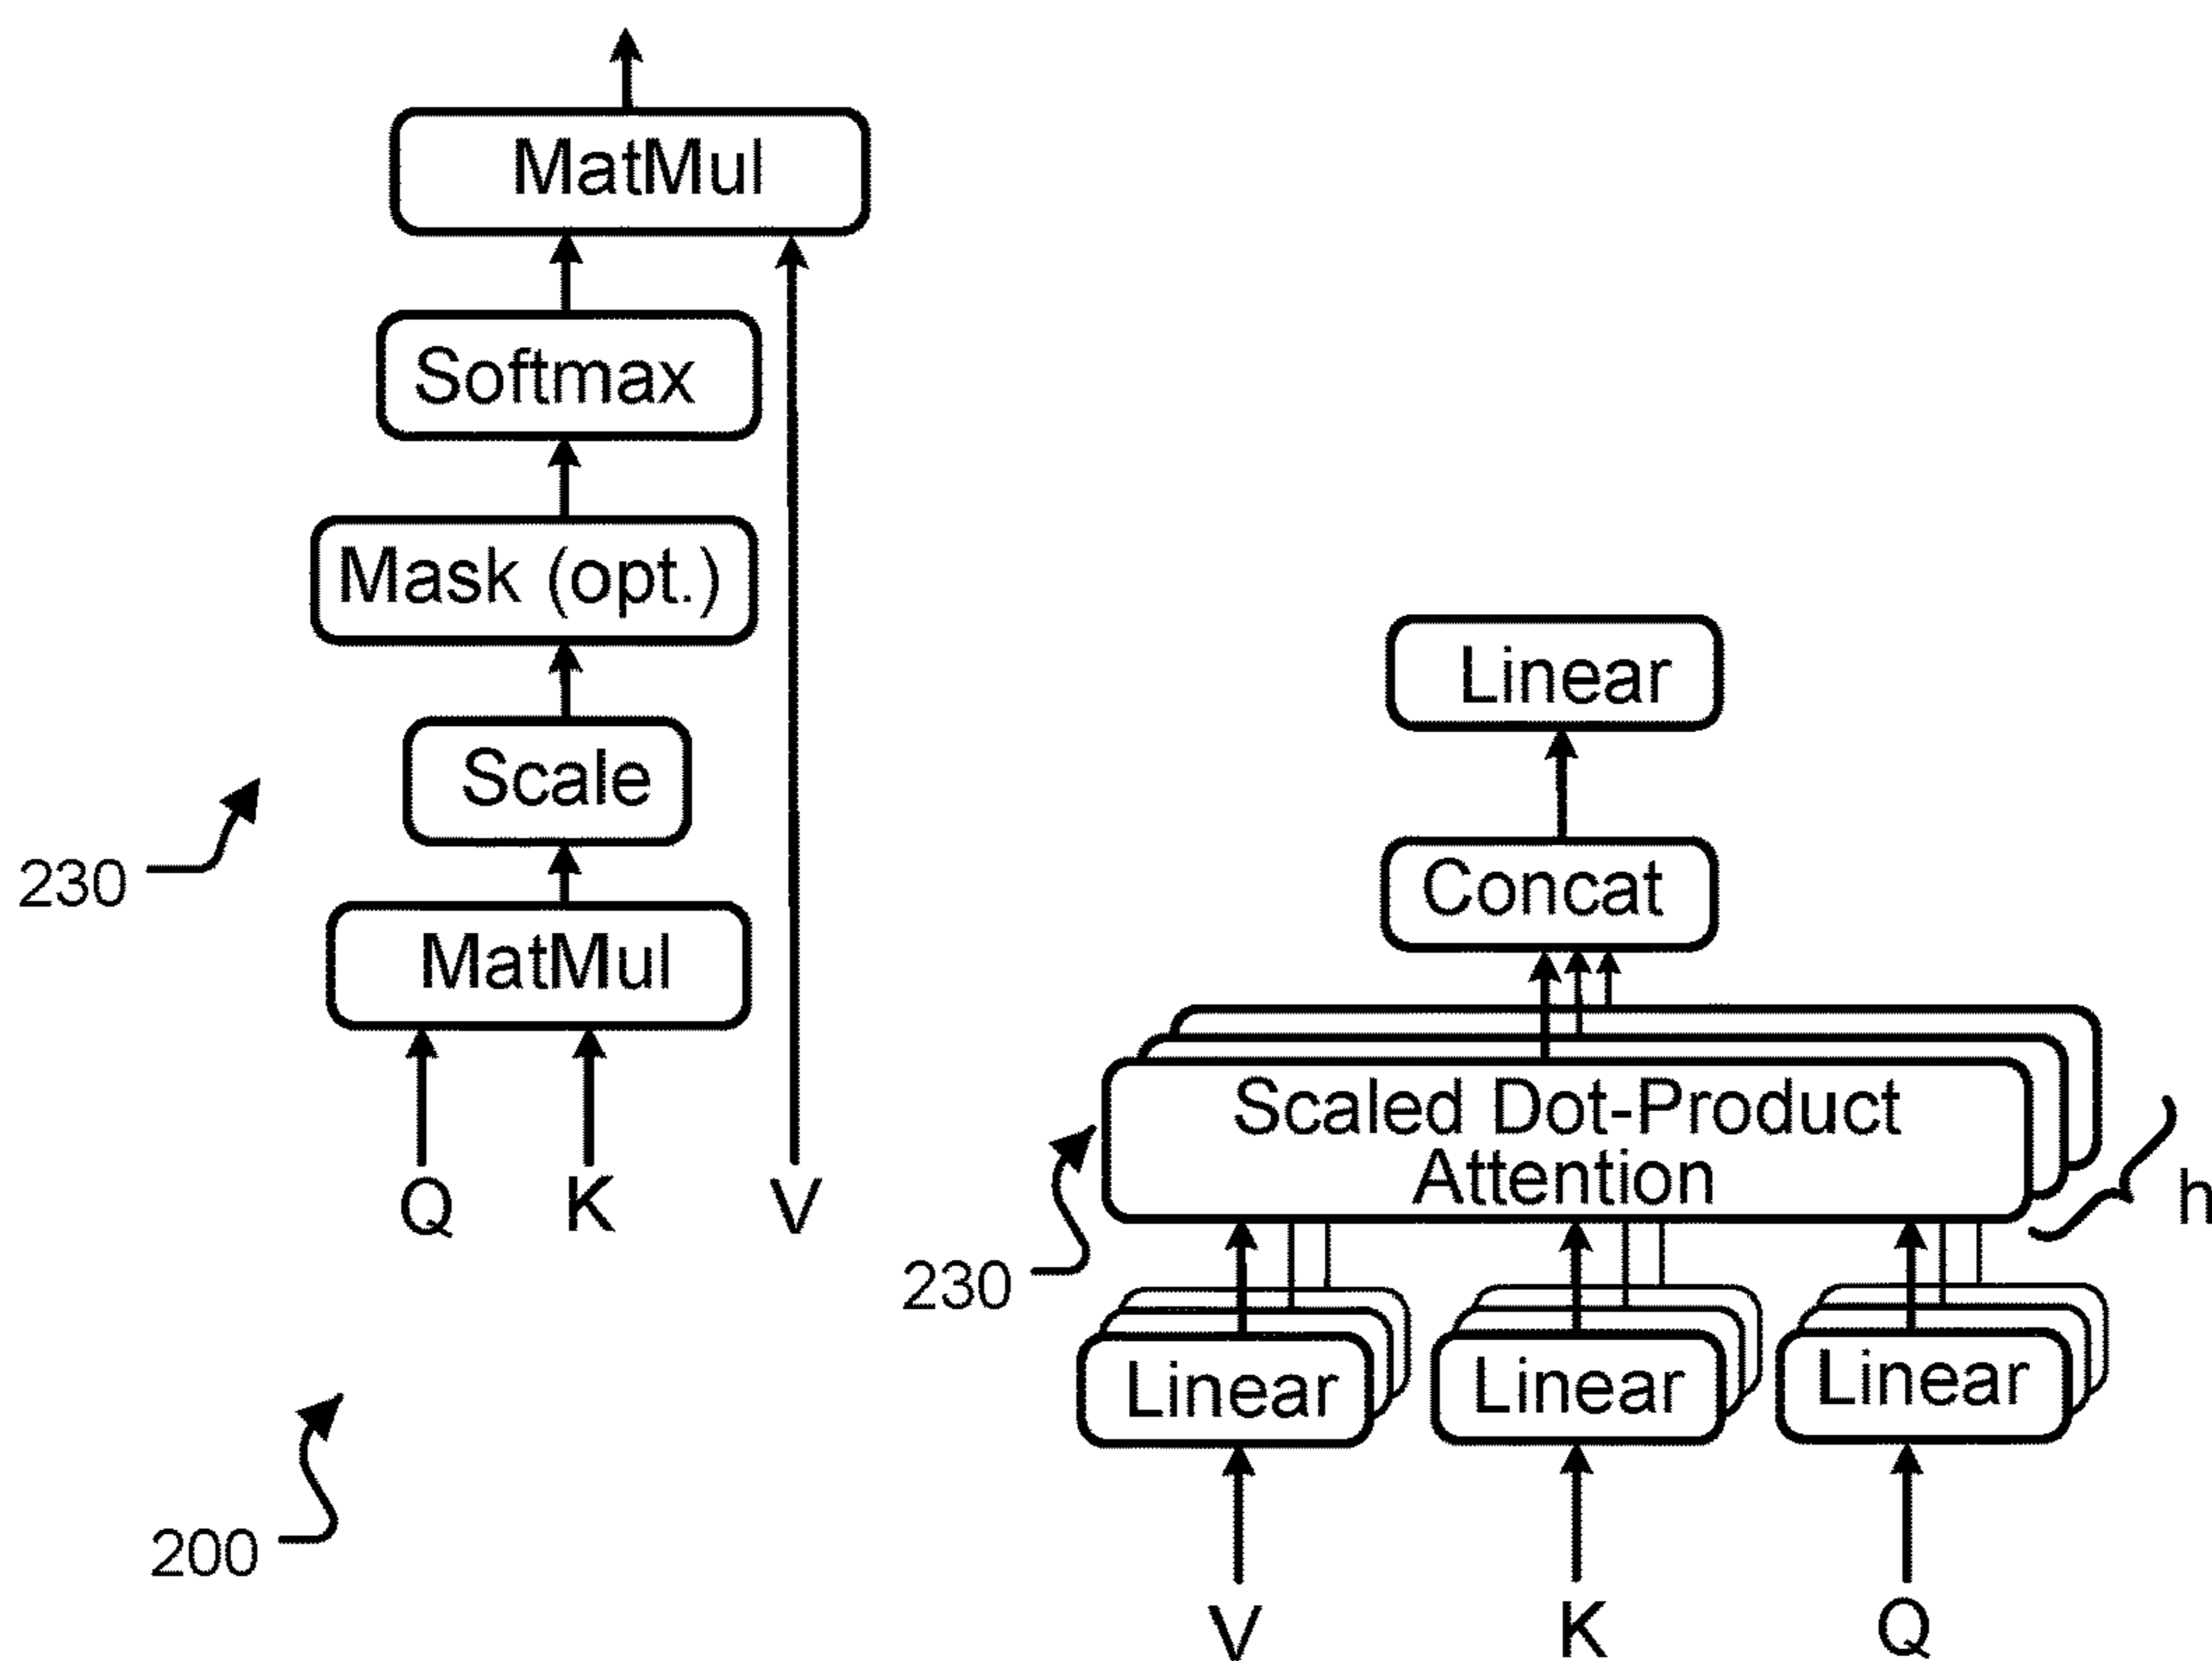 MatMul
Softmax
Mask (opt.)
Scale
230
MatMul
Q K V
200
Linear
Concat
Scaled Dot-Product
Attention
h
230
Linear Linear Linear
V K Q